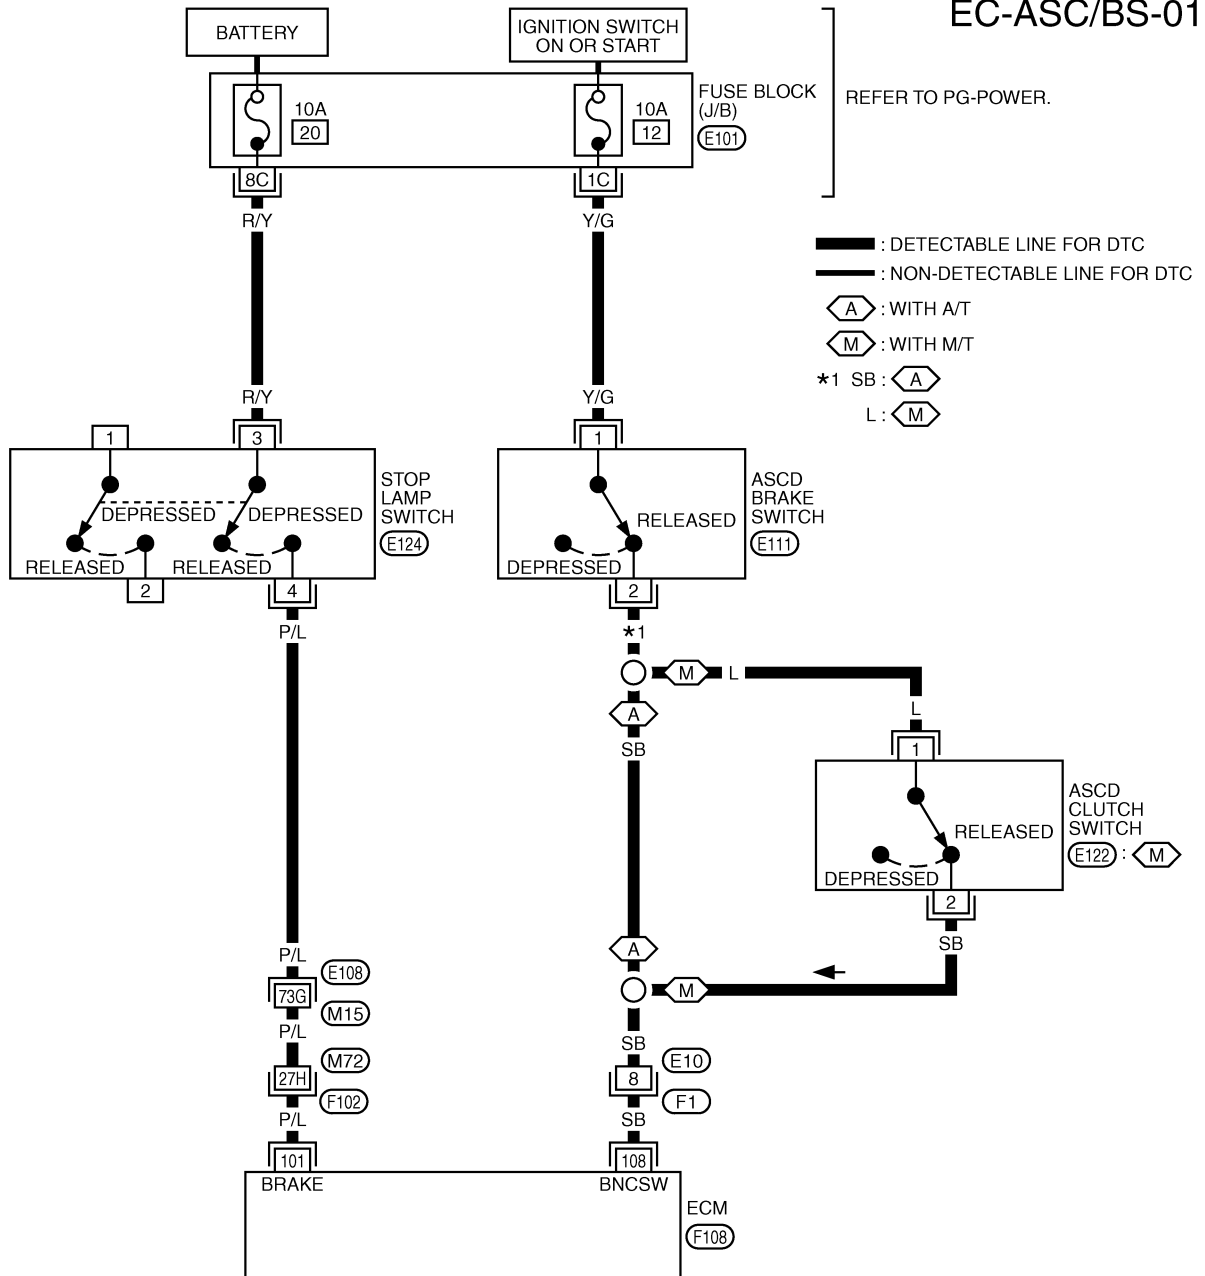 EC-ASC/BS-01
BATTERY
IGNITION SWITCH
ON OR START
10A
20
10A
12
FUSE BLOCK
(J/B)
E101
REFER TO PG-POWER.
8C
1C
R/Y
Y/G
: DETECTABLE LINE FOR DTC
: NON-DETECTABLE LINE FOR DTC
A : WITH A/T
M : WITH M/T
*1 SB : A
L : M
R/Y
Y/G
1
3
1
STOP
LAMP
SWITCH
E124
DEPRESSED
DEPRESSED
RELEASED
RELEASED
2
4
ASCD
BRAKE
SWITCH
E111
RELEASED
DEPRESSED
2
P/L
*1
M
L
L
A
SB
1
ASCD
CLUTCH
SWITCH
E122 : M
RELEASED
DEPRESSED
2
SB
A
M
P/L
E108
73G
M15
P/L
SB
M72
27H
F102
E10
8
F1
P/L
SB
101
108
BRAKE
BNCSW
ECM
F108